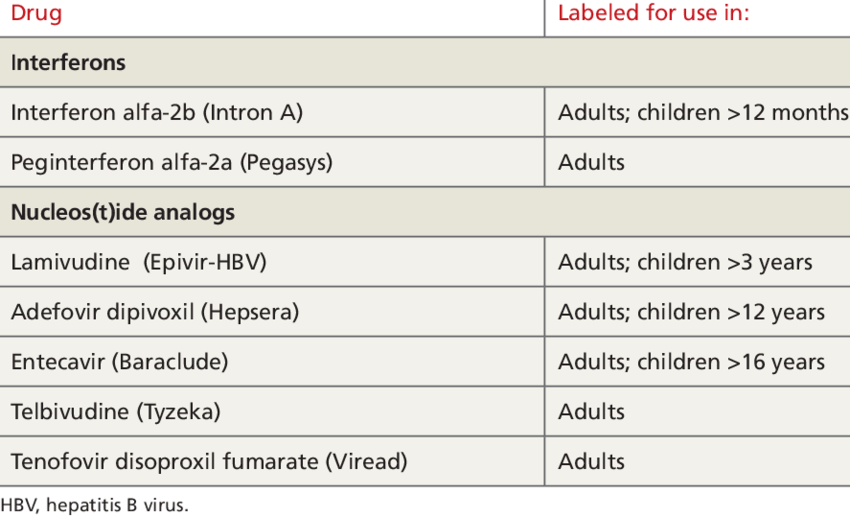 Drug Labeled for use in:
Interferons
Interferon alfa-2b (Intron A) Adults; children >12 months
Peginterferon alfa-2a (Pegasys) Adults
Nucleos(t)ide analogs
Lamivudine (Epivir-HBV) Adults; children >3 years
Adefovir dipivoxil (Hepsera) Adults; children >12 years
Entecavir (Baraclude) Adults; children >16 years
Telbivudine (Tyzeka) Adults
Tenofovir disoproxil fumarate (Viread) Adults
HBV, hepatitis B virus.